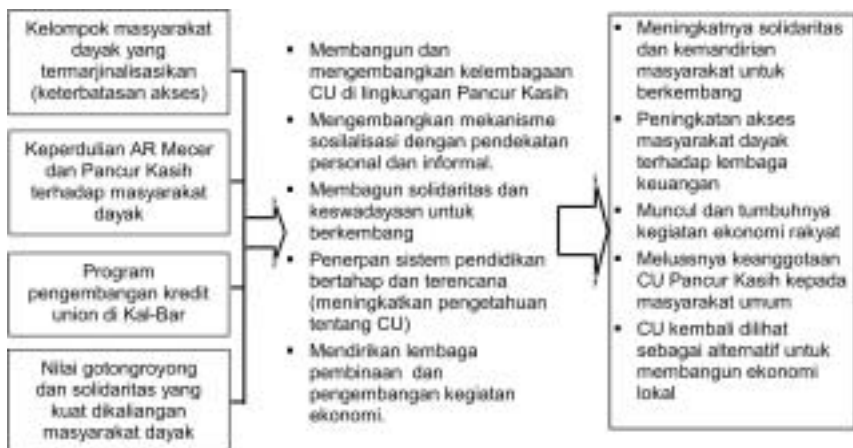 Kelompok masyarakat
dayak yang
termarjinalisasikan
(keterbatasan akses)
Keperdulian AR Mecer
dan Pancur Kasih
terhadap masyarakat
dayak
Program
pengembangan kredit
union di Kal-Bar
Nilai gotongroyong
dan solidaritas yang
kuat dikalangan
masyarakat dayak
▪ Membangun dan
mengembangkan kelembagaan
CU di lingkungan Pancur Kasih
▪ Mengembangkan mekanisme
sosilalisasi dengan pendekatan
personal dan informal.
▪ Membagun solidaritas dan
keswadayaan untuk
berkembang
▪ Penerpan sistem pendidikan
bertahap dan terencana
(meningkatkan pengetahuan
tentang CU)
▪ Mendirikan lembaga
pembinaan dan
pengembangan kegiatan
ekonomi.
▪ Meningkatnya solidaritas
dan kemandirian
masyarakat untuk
berkembang
▪ Peningkatan akses
masyarakat dayak
terhadap lembaga
keuangan
▪ Muncul dan tumbuhnya
kegiatan ekonomi rakyat
▪ Meluasnya keanggotaan
CU Pancur Kasih kepada
masyarakat umum
▪ CU kembali dilihat
sebagai alternatif untuk
membangun ekonomi
lokal